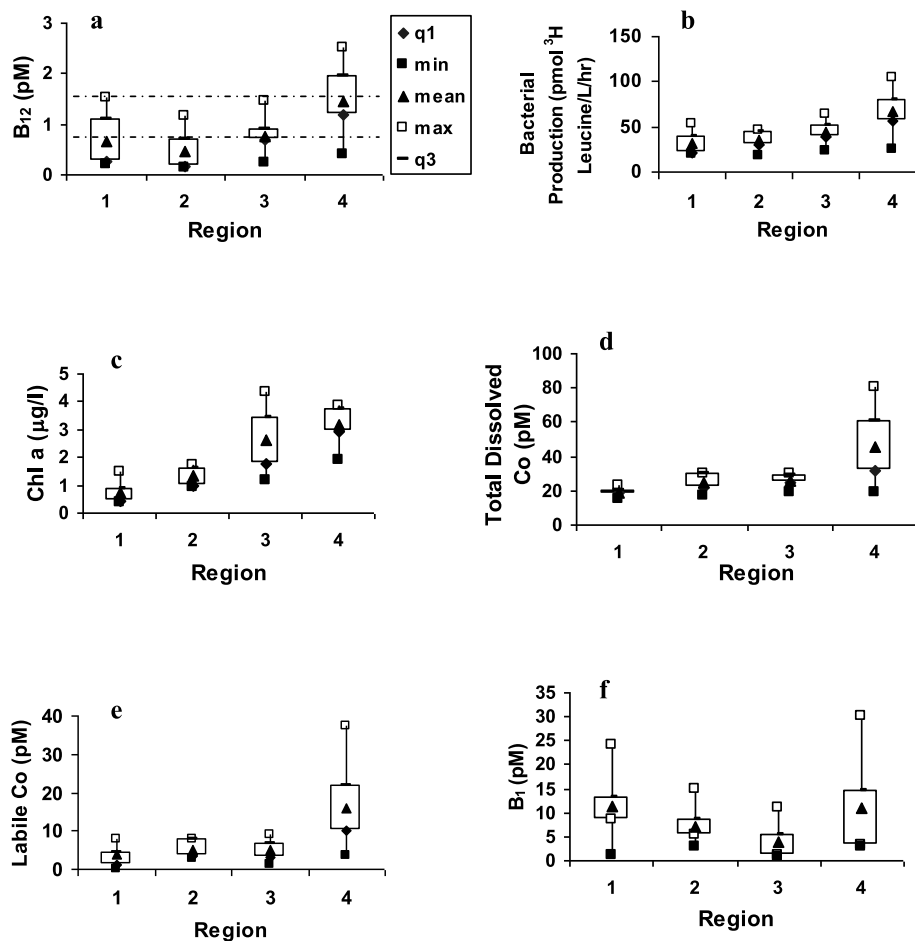 a
B12 (pM)
3
2
1
0
1 2 3 4
Region
q1
min
mean
max
q3
b
Bacterial
Production (pmol ³H
Leucine/L/hr)
150
100
50
0
1 2 3 4
Region
c
Chl a (µg/l)
5
4
3
2
1
0
1 2 3 4
Region
d
Total Dissolved
Co (pM)
100
80
60
40
20
0
1 2 3 4
Region
e
Labile Co (pM)
40
30
20
10
0
1 2 3 4
Region
f
B1 (pM)
35
30
25
20
15
10
5
0
1 2 3 4
Region